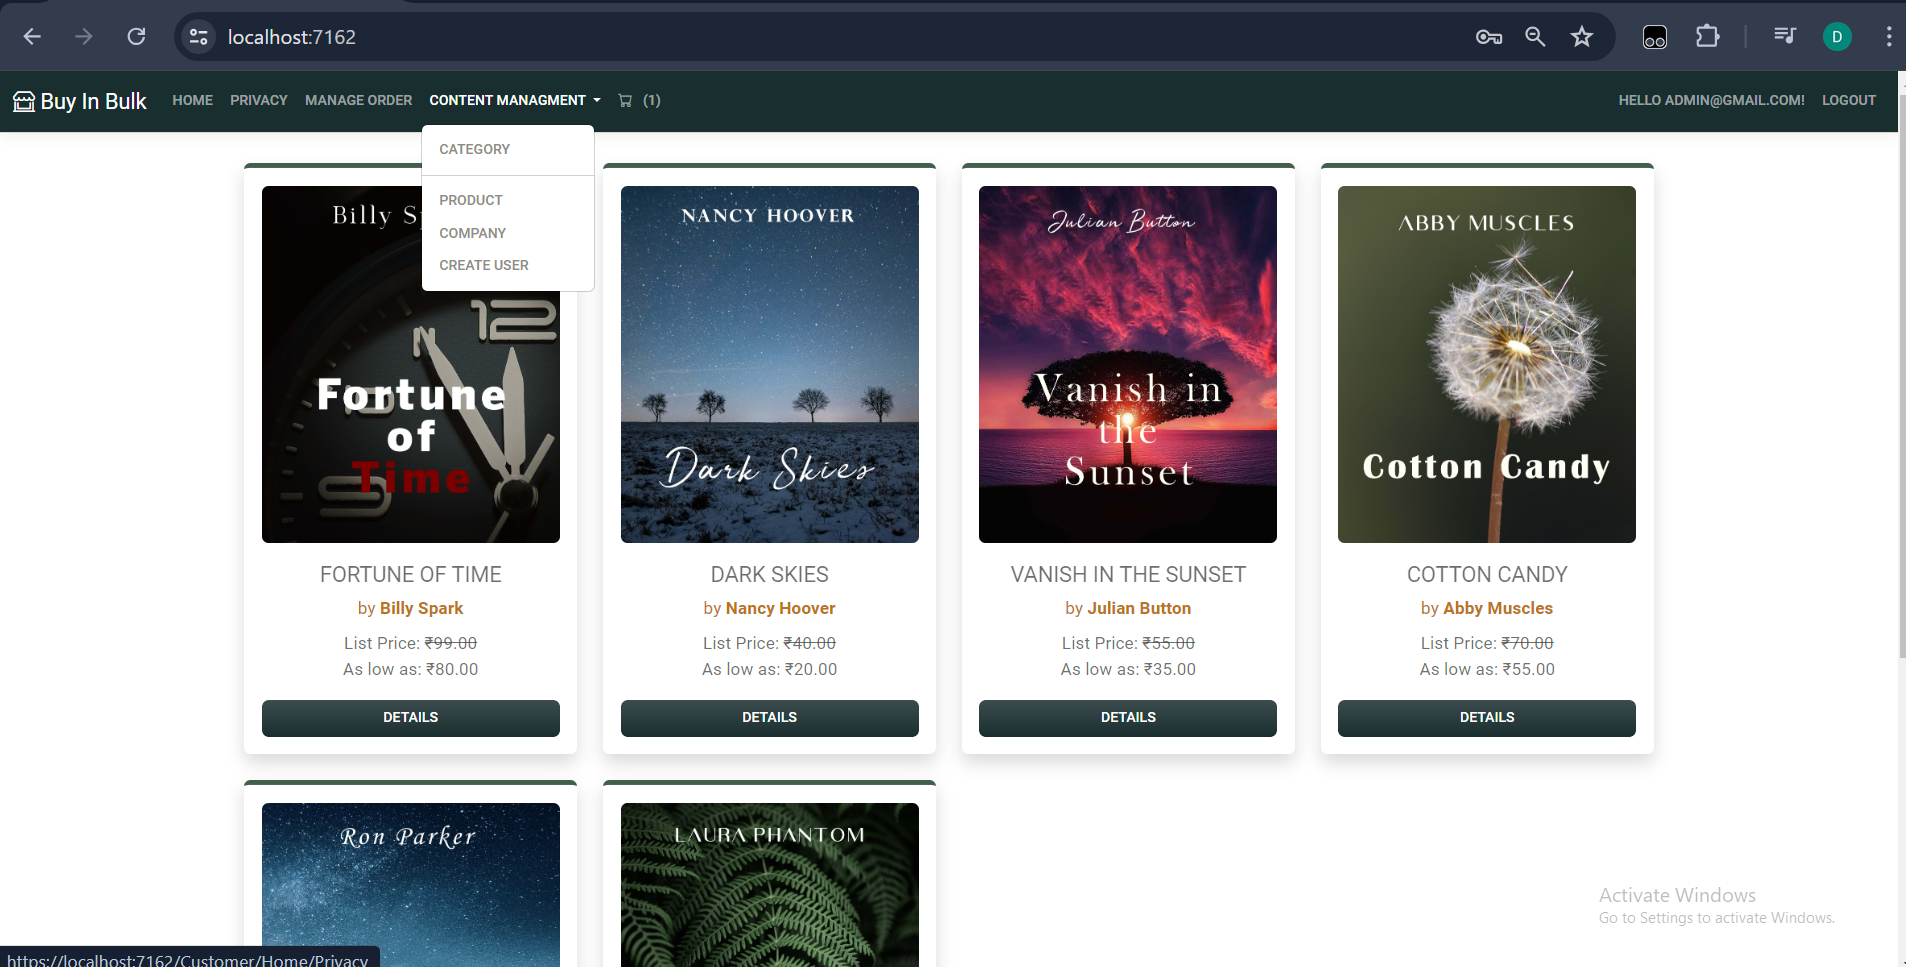 localhost:7162
D
Buy In Bulk
HOME
PRIVACY
MANAGE ORDER
CONTENT MANAGMENT
(1)
HELLO ADMIN@GMAIL.COM!
LOGOUT
CATEGORY
PRODUCT
COMPANY
CREATE USER
Billy
12
9
Fortune
of
Time
FORTUNE OF TIME
by Billy Spark
List Price: ₹99.00
As low as: ₹80.00
DETAILS
NANCY HOOVER
Dark Skies
DARK SKIES
by Nancy Hoover
List Price: ₹40.00
As low as: ₹20.00
DETAILS
Julian Button
Vanish in
the
Sunset
VANISH IN THE SUNSET
by Julian Button
List Price: ₹55.00
As low as: ₹35.00
DETAILS
ABBY MUSCLES
Cotton Candy
COTTON CANDY
by Abby Muscles
List Price: ₹70.00
As low as: ₹55.00
DETAILS
Ron Parker
LAURA PHANTOM
Activate Windows
Go to Settings to activate Windows.
https://localhost:7162/Customer/Home/Privacy